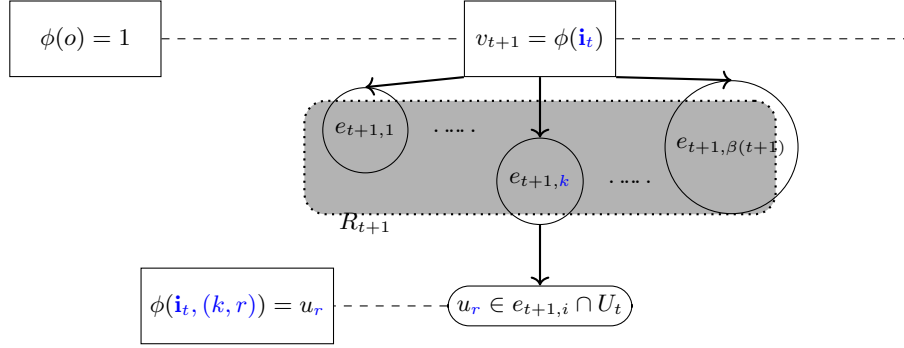 ϕ(o) = 1
v_{t+1} = ϕ(𝐢_t)
e_{t+1,1}
.....
e_{t+1,β(t+1)}
e_{t+1,k}
.....
R_{t+1}
ϕ(𝐢_t, (k, r)) = u_r
u_r ∈ e_{t+1,i} ∩ U_t